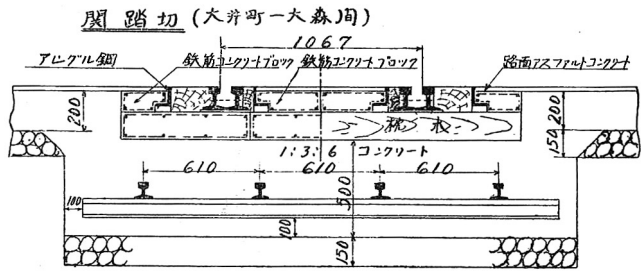 関踏切 (大井町一大森间)
1067
アングル鋼
鉄筋コンクリートブロック
鉄筋コンクリートブロック
路面アスファルトコンクリート
200
200
枕木
150
1:3:6 コンクリート
610
610
610
500
100
100
150
150